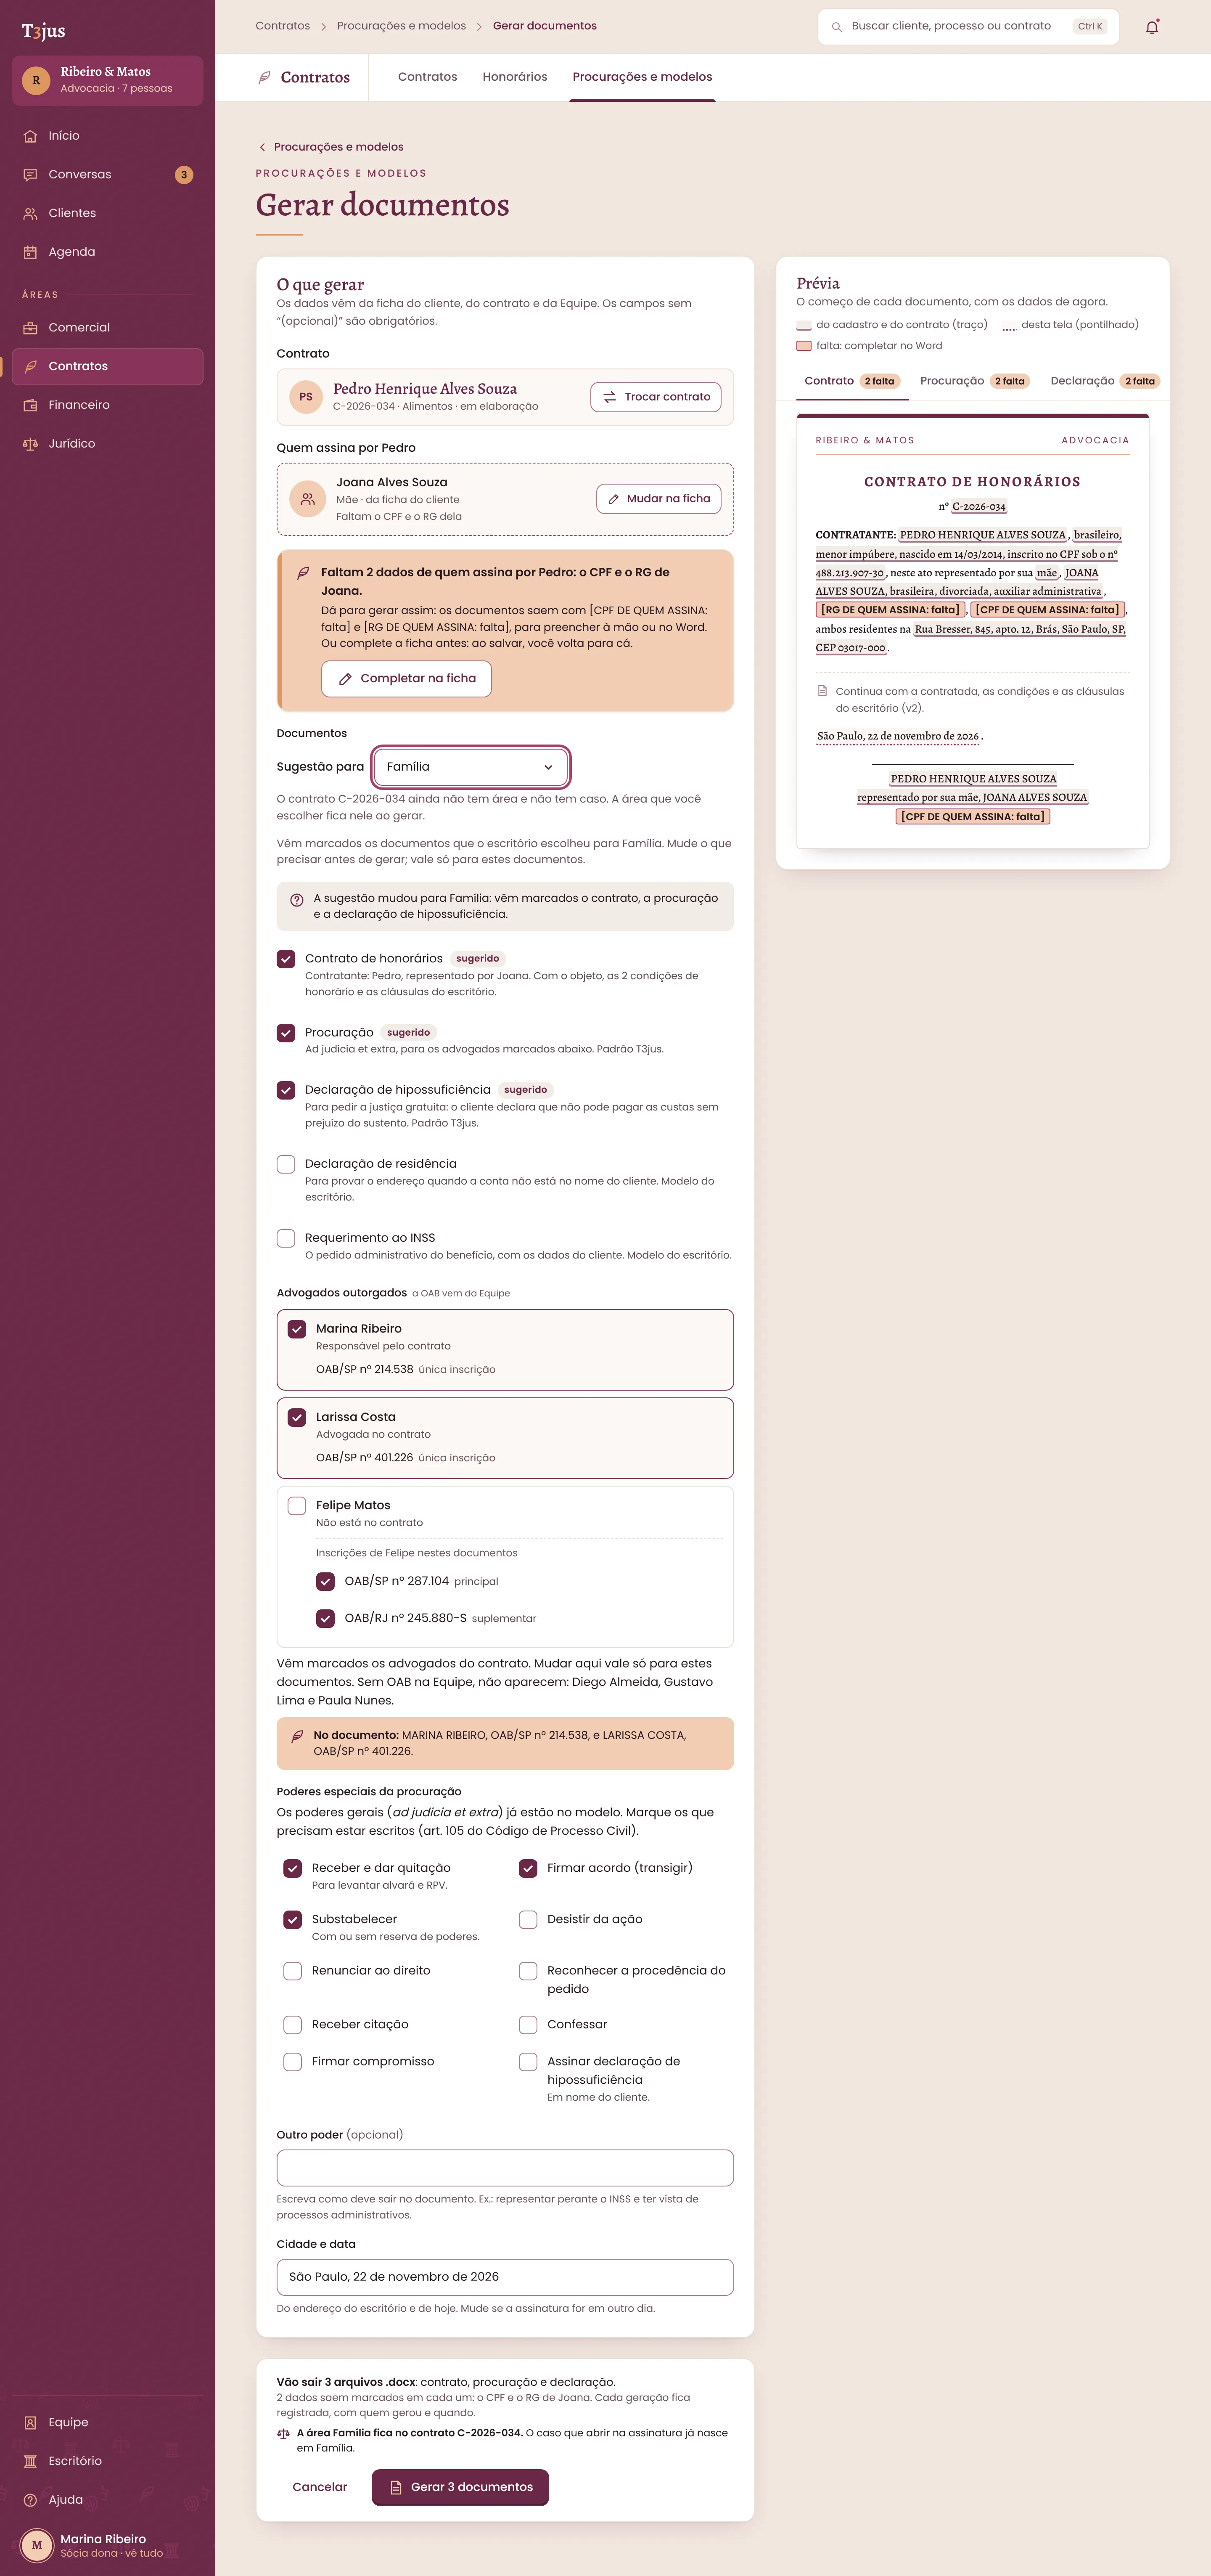 T3jus
R
Ribeiro & Matos
Advocacia · 7 pessoas
Início
Conversas
3
Clientes
Agenda
ÁREAS
Comercial
Contratos
Financeiro
Jurídico
Equipe
Escritório
Ajuda
M
Marina Ribeiro
Sócia dona · vê tudo
Contratos
Procurações e modelos
Gerar documentos
Buscar cliente, processo ou contrato
Ctrl K
Contratos
Contratos
Honorários
Procurações e modelos
Procurações e modelos
PROCURAÇÕES E MODELOS
Gerar documentos
O que gerar
Os dados vêm da ficha do cliente, do contrato e da Equipe. Os campos sem
“(opcional)” são obrigatórios.
Contrato
PS
Pedro Henrique Alves Souza
C-2026-034 · Alimentos · em elaboração
Trocar contrato
Quem assina por Pedro
Joana Alves Souza
Mãe · da ficha do cliente
Faltam o CPF e o RG dela
Mudar na ficha
Faltam 2 dados de quem assina por Pedro: o CPF e o RG de
Joana.
Dá para gerar assim: os documentos saem com [CPF DE QUEM ASSINA:
falta] e [RG DE QUEM ASSINA: falta], para preencher à mão ou no Word.
Ou complete a ficha antes: ao salvar, você volta para cá.
Completar na ficha
Documentos
Sugestão para
Família
O contrato C-2026-034 ainda não tem área e não tem caso. A área que você
escolher fica nele ao gerar.
Vêm marcados os documentos que o escritório escolheu para Família. Mude o que
precisar antes de gerar; vale só para estes documentos.
A sugestão mudou para Família: vêm marcados o contrato, a procuração
e a declaração de hipossuficiência.
Contrato de honorários
sugerido
Contratante: Pedro, representado por Joana. Com o objeto, as 2 condições de
honorário e as cláusulas do escritório.
Procuração
sugerido
Ad judicia et extra, para os advogados marcados abaixo. Padrão T3jus.
Declaração de hipossuficiência
sugerido
Para pedir a justiça gratuita: o cliente declara que não pode pagar as custas sem
prejuízo do sustento. Padrão T3jus.
Declaração de residência
Para provar o endereço quando a conta não está no nome do cliente. Modelo do
escritório.
Requerimento ao INSS
O pedido administrativo do benefício, com os dados do cliente. Modelo do escritório.
Advogados outorgados a OAB vem da Equipe
Marina Ribeiro
Responsável pelo contrato
OAB/SP nº 214.538 única inscrição
Larissa Costa
Advogada no contrato
OAB/SP nº 401.226 única inscrição
Felipe Matos
Não está no contrato
Inscrições de Felipe nestes documentos
OAB/SP nº 287.104 principal
OAB/RJ nº 245.880-S suplementar
Vêm marcados os advogados do contrato. Mudar aqui vale só para estes
documentos. Sem OAB na Equipe, não aparecem: Diego Almeida, Gustavo
Lima e Paula Nunes.
No documento: MARINA RIBEIRO, OAB/SP nº 214.538, e LARISSA COSTA,
OAB/SP nº 401.226.
Poderes especiais da procuração
Os poderes gerais (ad judicia et extra) já estão no modelo. Marque os que
precisam estar escritos (art. 105 do Código de Processo Civil).
Receber e dar quitação
Para levantar alvará e RPV.
Firmar acordo (transigir)
Substabelecer
Com ou sem reserva de poderes.
Desistir da ação
Renunciar ao direito
Reconhecer a procedência do
pedido
Receber citação
Confessar
Firmar compromisso
Assinar declaração de
hipossuficiência
Em nome do cliente.
Outro poder (opcional)
Escreva como deve sair no documento. Ex.: representar perante o INSS e ter vista de
processos administrativos.
Cidade e data
São Paulo, 22 de novembro de 2026
Do endereço do escritório e de hoje. Mude se a assinatura for em outro dia.
Vão sair 3 arquivos .docx: contrato, procuração e declaração.
2 dados saem marcados em cada um: o CPF e o RG de Joana. Cada geração fica
registrada, com quem gerou e quando.
A área Família fica no contrato C-2026-034. O caso que abrir na assinatura já nasce
em Família.
Cancelar
Gerar 3 documentos
Prévia
O começo de cada documento, com os dados de agora.
do cadastro e do contrato (traço)
desta tela (pontilhado)
falta: completar no Word
Contrato
2 falta
Procuração
2 falta
Declaração
2 falta
RIBEIRO & MATOS
ADVOCACIA
CONTRATO DE HONORÁRIOS
nº C-2026-034
CONTRATANTE: PEDRO HENRIQUE ALVES SOUZA, brasileiro,
menor impúbere, nascido em 14/03/2014, inscrito no CPF sob o nº
488.213.907-30, neste ato representado por sua mãe, JOANA
ALVES SOUZA, brasileira, divorciada, auxiliar administrativa,
[RG DE QUEM ASSINA: falta], [CPF DE QUEM ASSINA: falta],
ambos residentes na Rua Bresser, 845, apto. 12, Brás, São Paulo, SP,
CEP 03017-000.
Continua com a contratada, as condições e as cláusulas
do escritório (v2).
São Paulo, 22 de novembro de 2026.
PEDRO HENRIQUE ALVES SOUZA
representado por sua mãe, JOANA ALVES SOUZA
[CPF DE QUEM ASSINA: falta]